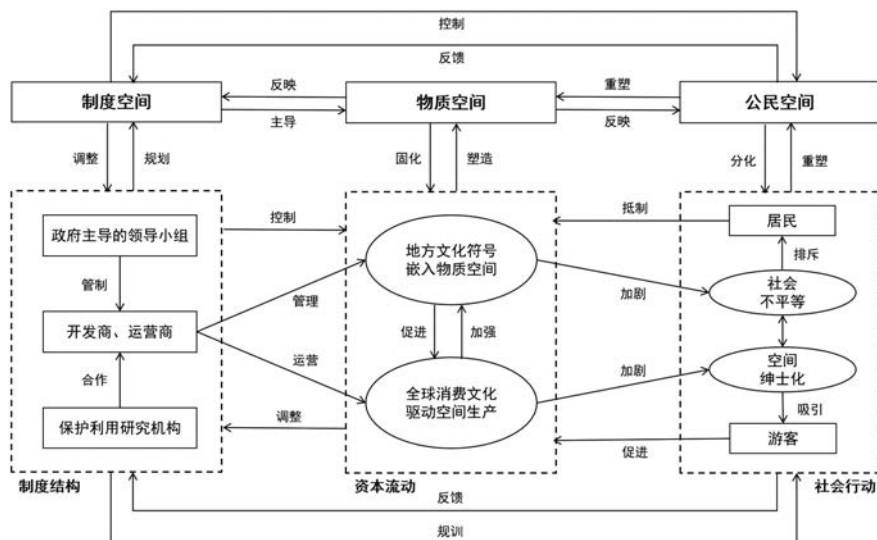 控制
反馈
制度空间
反映
主导
物质空间
重塑
反映
公民空间
调整
规划
固化
塑造
分化
重塑
政府主导的领导小组
管制
开发商、运营商
合作
保护利用研究机构
控制
管理
运营
调整
地方文化符号
嵌入物质空间
促进
加强
全球消费文化
驱动空间生产
抵制
加剧
加剧
促进
居民
排斥
社会
不平等
空间
绅士化
吸引
游客
制度结构
资本流动
社会行动
反馈
规训